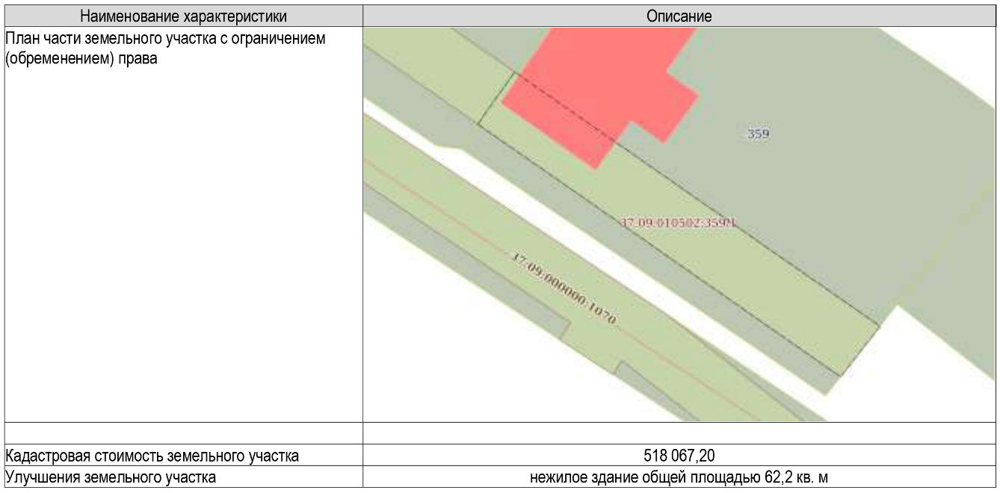 Наименование характеристики
Описание
План части земельного участка с ограничением
(обременением) права
359
37:09:010502:359/1
37:09:000000:1070
Кадастровая стоимость земельного участка
518 067,20
Улучшения земельного участка
нежилое здание общей площадью 62,2 кв. м